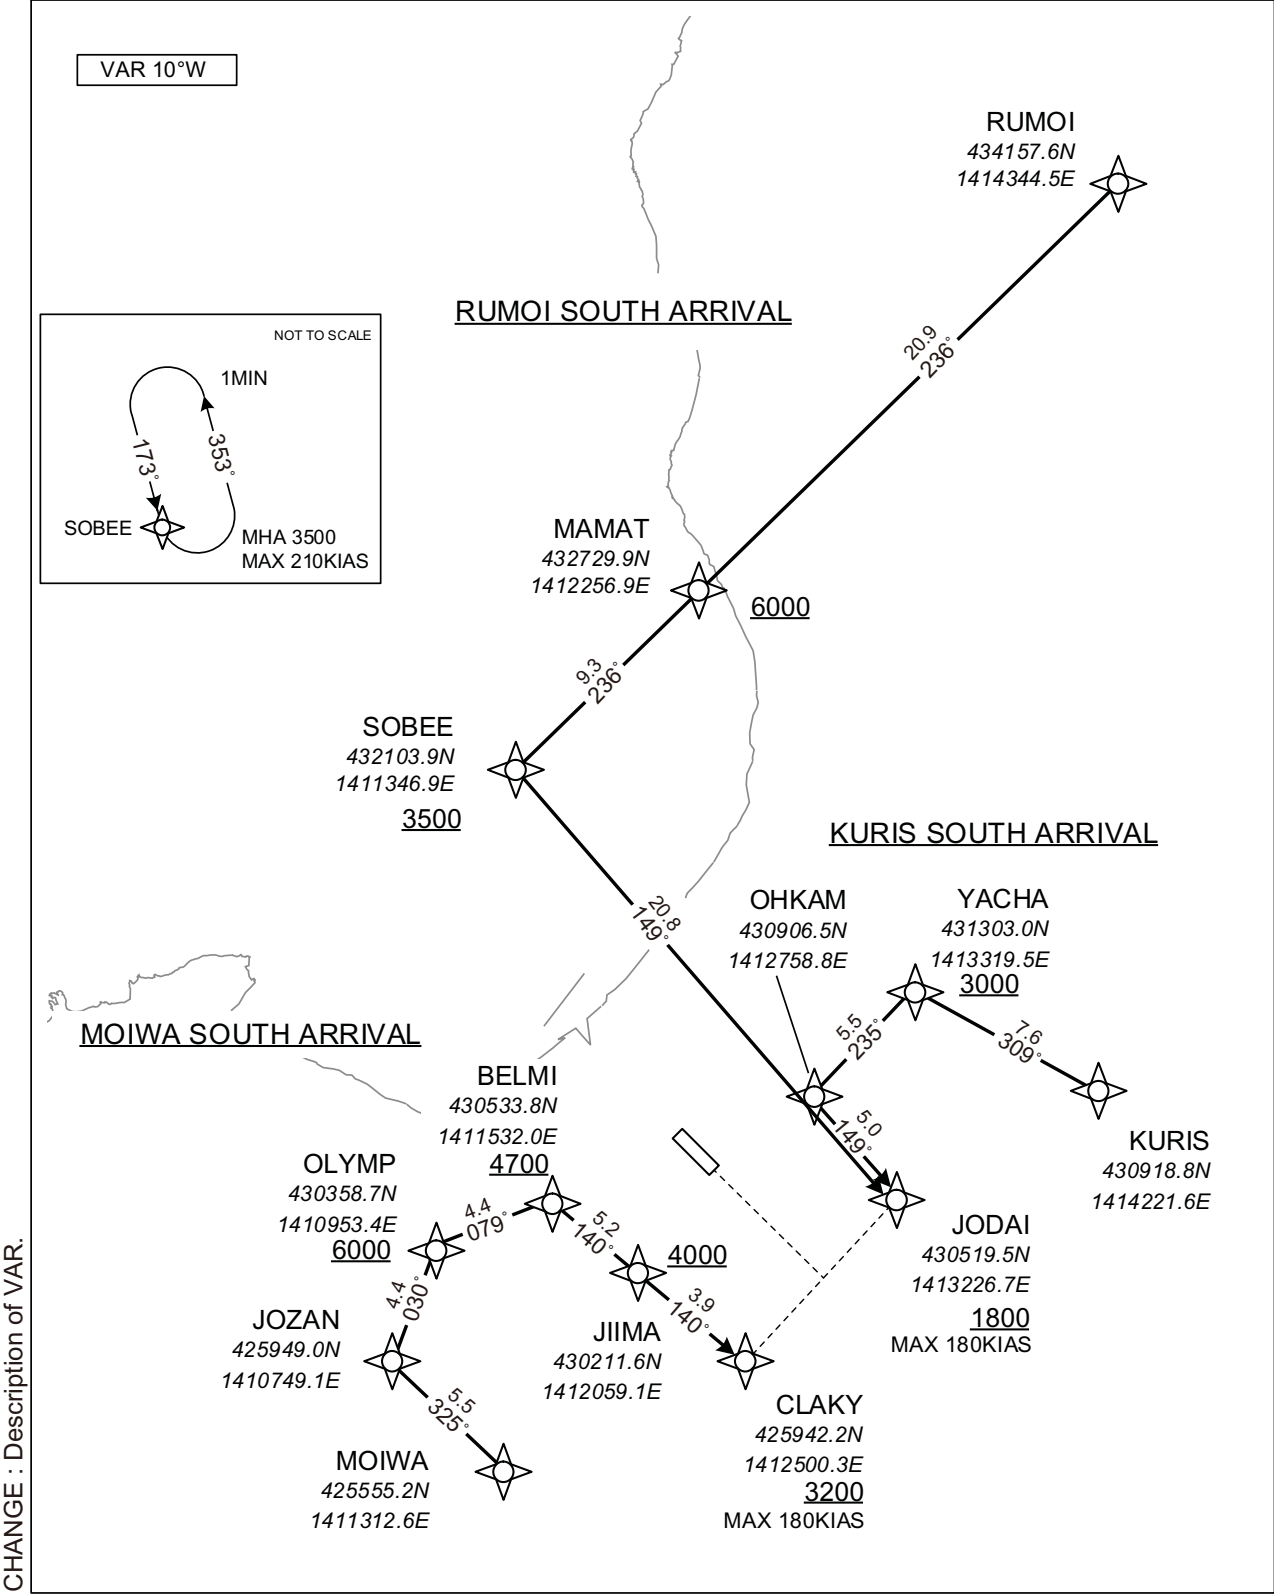 VAR 10°W
RUMOI
434157.6N
1414344.5E
RUMOI SOUTH ARRIVAL
20.9
236°
NOT TO SCALE
1MIN
173°
353°
SOBEE
MHA 3500
MAX 210KIAS
MAMAT
432729.9N
1412256.9E
6000
9.3
236°
SOBEE
432103.9N
1411346.9E
3500
KURIS SOUTH ARRIVAL
20.8
149°
OHKAM
430906.5N
1412758.8E
YACHA
431303.0N
1413319.5E
3000
5.5
235°
7.6
309°
MOIWA SOUTH ARRIVAL
BELMI
430533.8N
1411532.0E
4700
5.0
149°
KURIS
430918.8N
1414221.6E
OLYMP
430358.7N
1410953.4E
6000
4.4
079°
5.2
140°
4000
JODAI
430519.5N
1413226.7E
1800
MAX 180KIAS
4.4
030°
JOZAN
425949.0N
1410749.1E
3.9
140°
JIIMA
430211.6N
1412059.1E
5.5
325°
CLAKY
425942.2N
1412500.3E
3200
MAX 180KIAS
MOIWA
425555.2N
1411312.6E
CHANGE : Description of VAR.